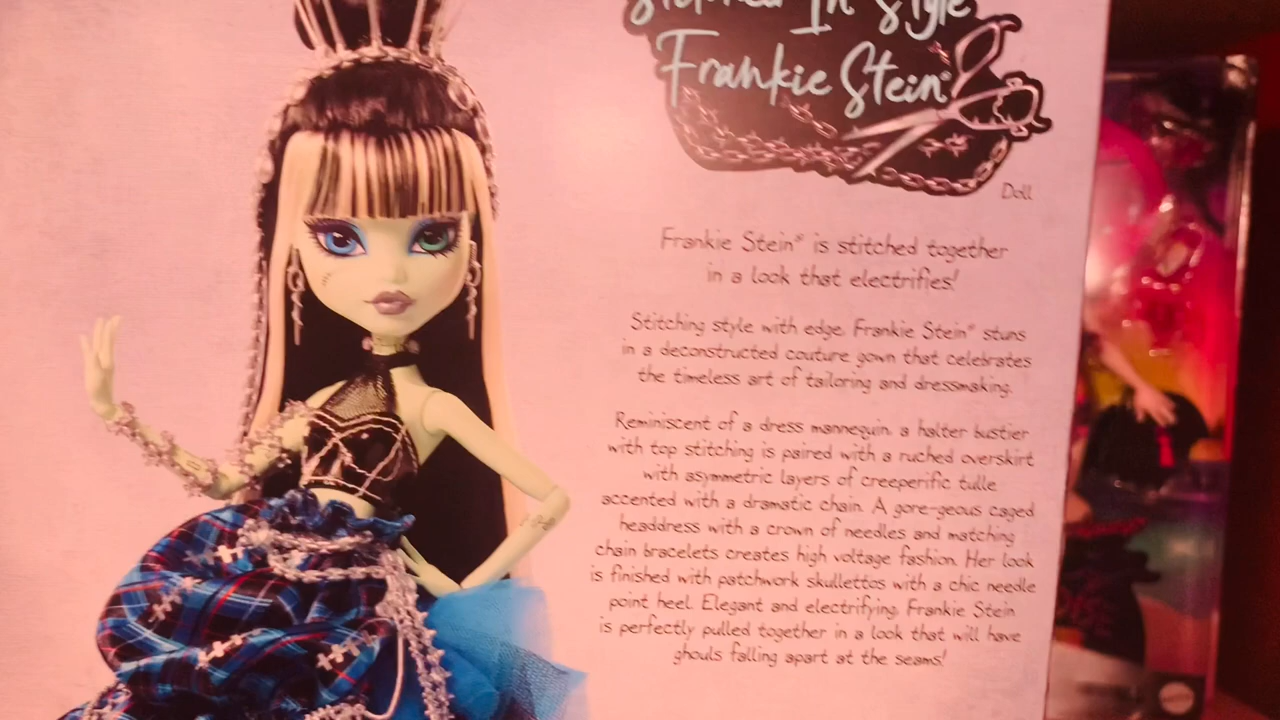 Stitched In Style
Frankie Stein®
Doll
Frankie Stein® is stitched together
in a look that electrifies!
Stitching style with edge, Frankie Stein® stuns
in a deconstructed couture gown that celebrates
the timeless art of tailoring and dressmaking.
Reminiscent of a dress mannequin, a halter bustier
with top stitching is paired with a ruched overskirt
with asymmetric layers of creeperific tulle
accented with a dramatic chain. A gore-geous caged
headdress with a crown of needles and matching
chain bracelets creates high voltage fashion. Her look
is finished with patchwork skullettos with a chic needle
point heel. Elegant and electrifying, Frankie Stein
is perfectly pulled together in a look that will have
ghouls falling apart at the seams!